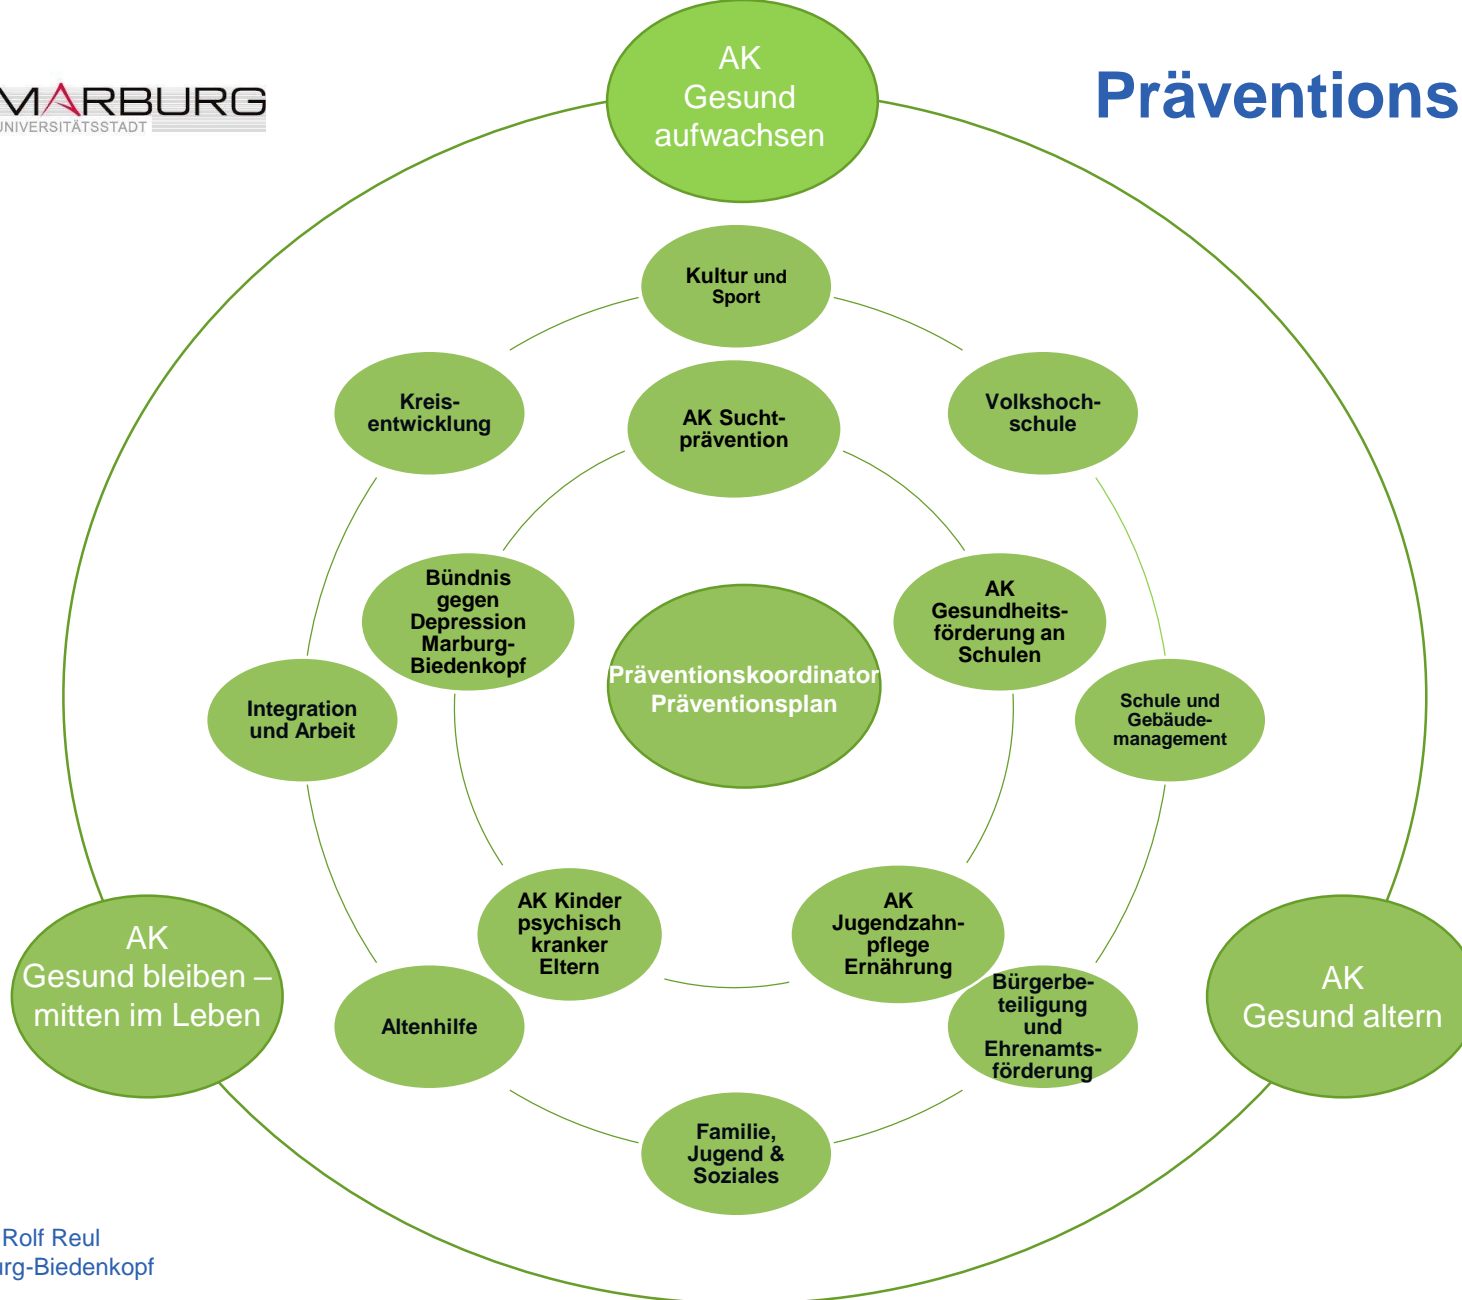 AK
Gesund
aufwachsen
MARBURG
UNIVERSITÄTSSTADT
Präventions
Kultur und
Sport
Kreis-
entwicklung
AK Sucht-
prävention
Volkshoch-
schule
Bündnis
gegen
Depression
Marburg-
Biedenkopf
AK
Gesundheits-
förderung an
Schulen
Präventionskoordinator
Präventionsplan
Integration
und Arbeit
Schule und
Gebäude-
management
AK Kinder
psychisch
kranker
Eltern
AK
Jugendzahn-
pflege
Ernährung
AK
Gesund bleiben –
mitten im Leben
Altenhilfe
Bürgerbe-
teiligung
und
Ehrenamts-
förderung
AK
Gesund altern
Familie,
Jugend &
Soziales
Rolf Reul
urg-Biedenkopf